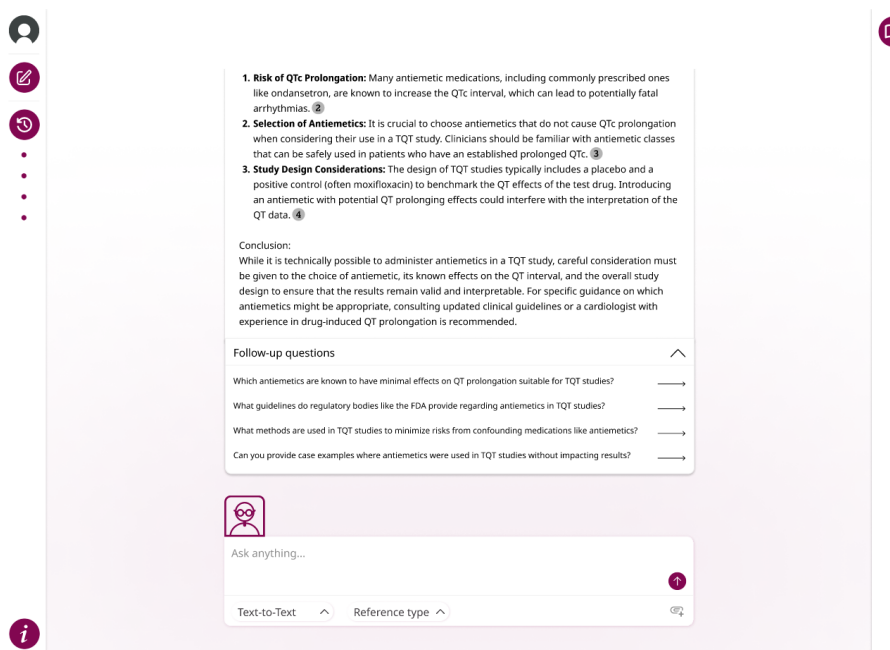 1. Risk of QTc Prolongation: Many antiemetic medications, including commonly prescribed ones
like ondansetron, are known to increase the QTc interval, which can lead to potentially fatal
arrhythmias. 2
2. Selection of Antiemetics: It is crucial to choose antiemetics that do not cause QTc prolongation
when considering their use in a TQT study. Clinicians should be familiar with antiemetic classes
that can be safely used in patients who have an established prolonged QTc. 3
3. Study Design Considerations: The design of TQT studies typically includes a placebo and a
positive control (often moxifloxacin) to benchmark the QT effects of the test drug. Introducing
an antiemetic with potential QT prolonging effects could interfere with the interpretation of the
QT data. 4
Conclusion:
While it is technically possible to administer antiemetics in a TQT study, careful consideration must
be given to the choice of antiemetic, its known effects on the QT interval, and the overall study
design to ensure that the results remain valid and interpretable. For specific guidance on which
antiemetics might be appropriate, consulting updated clinical guidelines or a cardiologist with
experience in drug-induced QT prolongation is recommended.
Follow-up questions
Which antiemetics are known to have minimal effects on QT prolongation suitable for TQT studies?
What guidelines do regulatory bodies like the FDA provide regarding antiemetics in TQT studies?
What methods are used in TQT studies to minimize risks from confounding medications like antiemetics?
Can you provide case examples where antiemetics were used in TQT studies without impacting results?
Ask anything...
Text-to-Text
Reference type
i